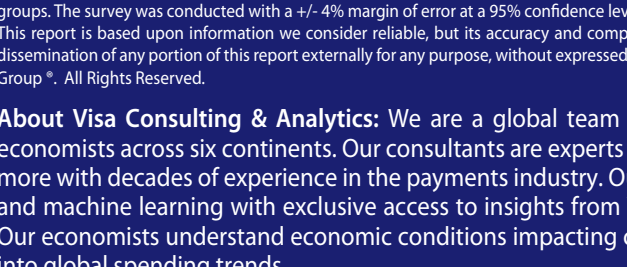 groups. The survey was conducted with a +/- 4% margin of error at a 95% confidence lev
This report is based upon information we consider reliable, but its accuracy and comp
dissemination of any portion of this report externally for any purpose, without expressed
Group ®.  All Rights Reserved.
About Visa Consulting & Analytics: We are a global team
economists across six continents. Our consultants are experts
more with decades of experience in the payments industry. O
and machine learning with exclusive access to insights from
Our economists understand economic conditions impacting c
into global spending trends